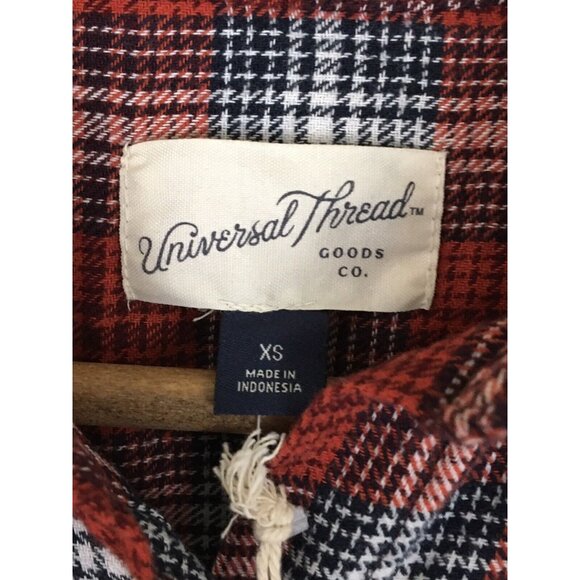 Universal Thread™
GOODS
CO.
XS
MADE IN
INDONESIA